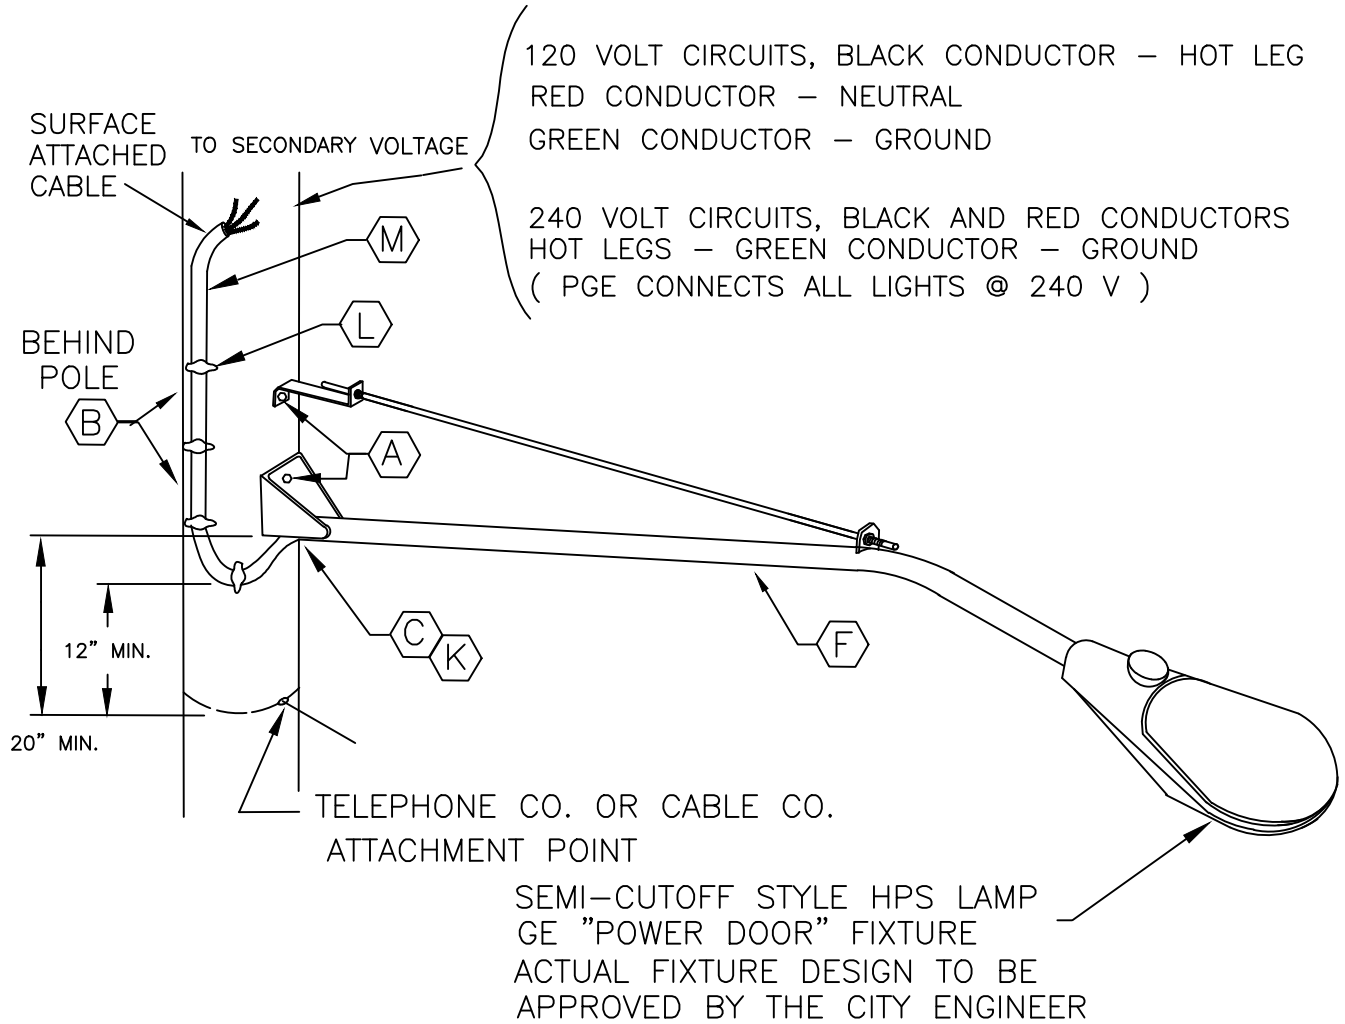 120 VOLT CIRCUITS, BLACK CONDUCTOR – HOT LEG
RED CONDUCTOR – NEUTRAL
GREEN CONDUCTOR – GROUND
SURFACE
ATTACHED
CABLE
TO SECONDARY VOLTAGE
240 VOLT CIRCUITS, BLACK AND RED CONDUCTORS
HOT LEGS – GREEN CONDUCTOR – GROUND
( PGE CONNECTS ALL LIGHTS @ 240 V )
M
L
BEHIND
POLE
B
A
C
K
F
12" MIN.
20" MIN.
TELEPHONE CO. OR CABLE CO.
ATTACHMENT POINT
SEMI–CUTOFF STYLE HPS LAMP
GE "POWER DOOR" FIXTURE
ACTUAL FIXTURE DESIGN TO BE
APPROVED BY THE CITY ENGINEER